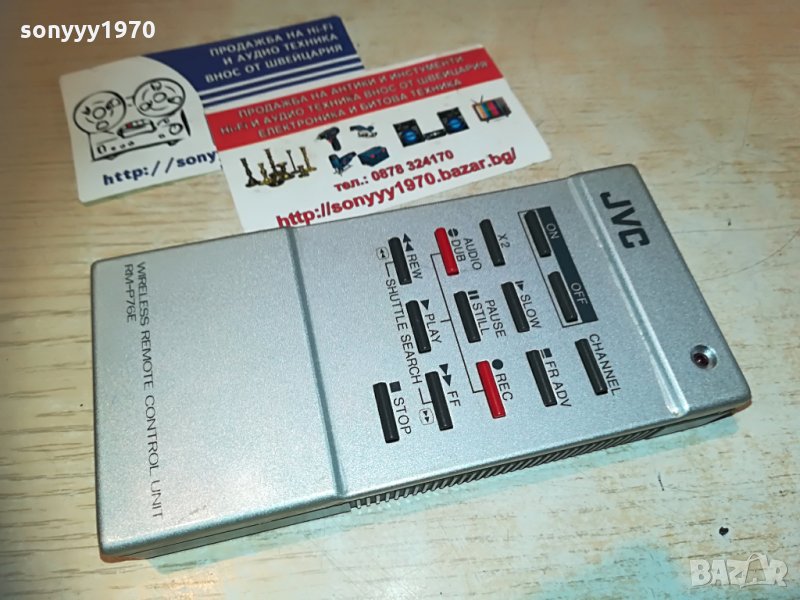 sonyyy1970
ПРОДАЖБА НА Hi-Fi
И АУДИО ТЕХНИКА
ВНОС ОТ ШВЕЙЦАРИЯ
http://sony
ПРОДАЖБА НА АНТИКИ И ИНСТРУМЕНТИ
Hi-Fi И АУДИО ТЕХНИКА ВНОС ОТ ШВЕЙЦАРИЯ
ЕЛЕКТРОНИКА И БИТОВА ТЕХНИКА
тел.: 0878 324170
http://sonyyy1970.bazar.bg/
JVC
ON
OFF
CHANNEL
X2
SLOW
FR ADV
AUDIO
DUB
PAUSE
STILL
REC
REW
PLAY
FF
SHUTTLE SEARCH
STOP
WIRELESS REMOTE CONTROL UNIT
RM-P76E
BAZAR